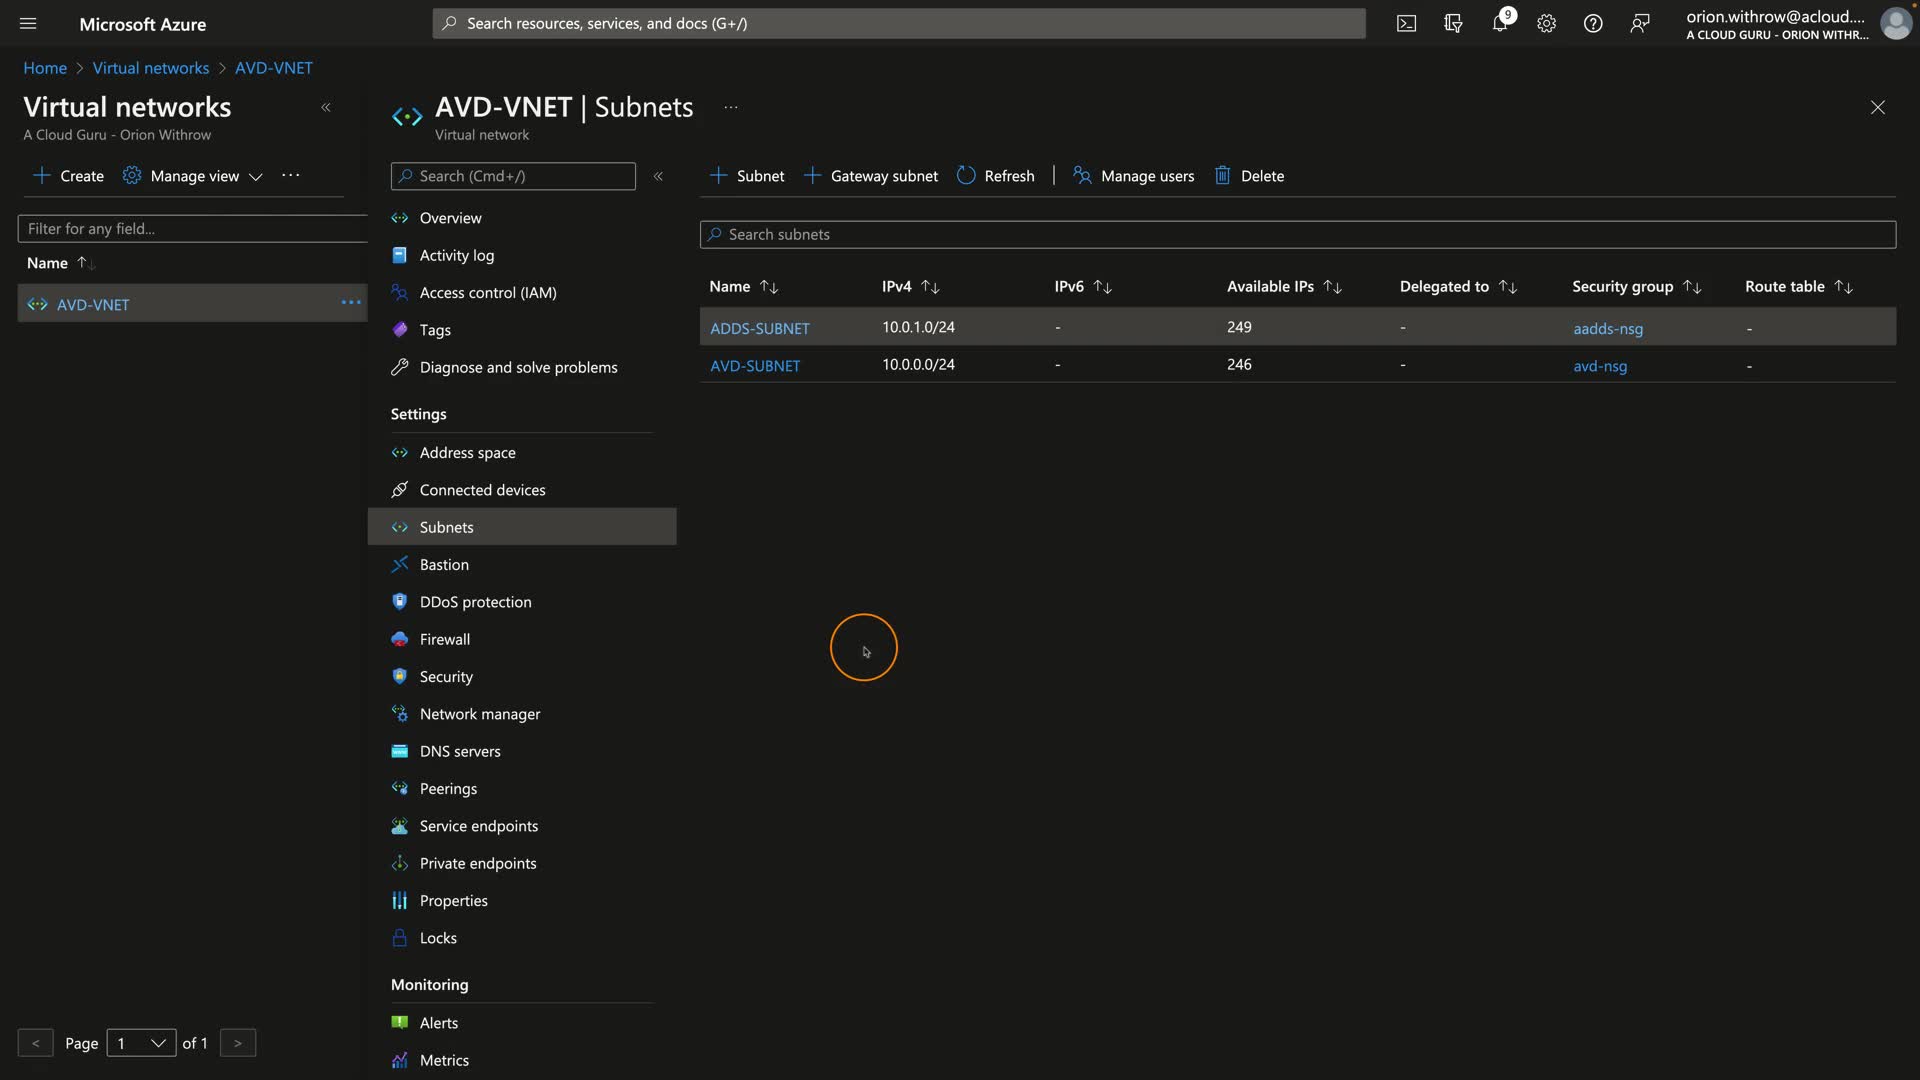 Microsoft Azure
Search resources, services, and docs (G+/)
9
orion.withrow@acloud....
A CLOUD GURU - ORION WITHR...
Home > Virtual networks > AVD-VNET
Virtual networks
A Cloud Guru - Orion Withrow
Create
Manage view
...
Filter for any field...
Name
AVD-VNET
...
< Page 1 of 1 >
AVD-VNET | Subnets
...
Virtual network
Search (Cmd+/)
Overview
Activity log
Access control (IAM)
Tags
Diagnose and solve problems
Settings
Address space
Connected devices
Subnets
Bastion
DDoS protection
Firewall
Security
Network manager
DNS servers
Peerings
Service endpoints
Private endpoints
Properties
Locks
Monitoring
Alerts
Metrics
Subnet
Gateway subnet
Refresh
Manage users
Delete
Search subnets
Name IPv4 IPv6 Available IPs Delegated to Security group Route table
ADDS-SUBNET 10.0.1.0/24 - 249 - aadds-nsg -
AVD-SUBNET 10.0.0.0/24 - 246 - avd-nsg -